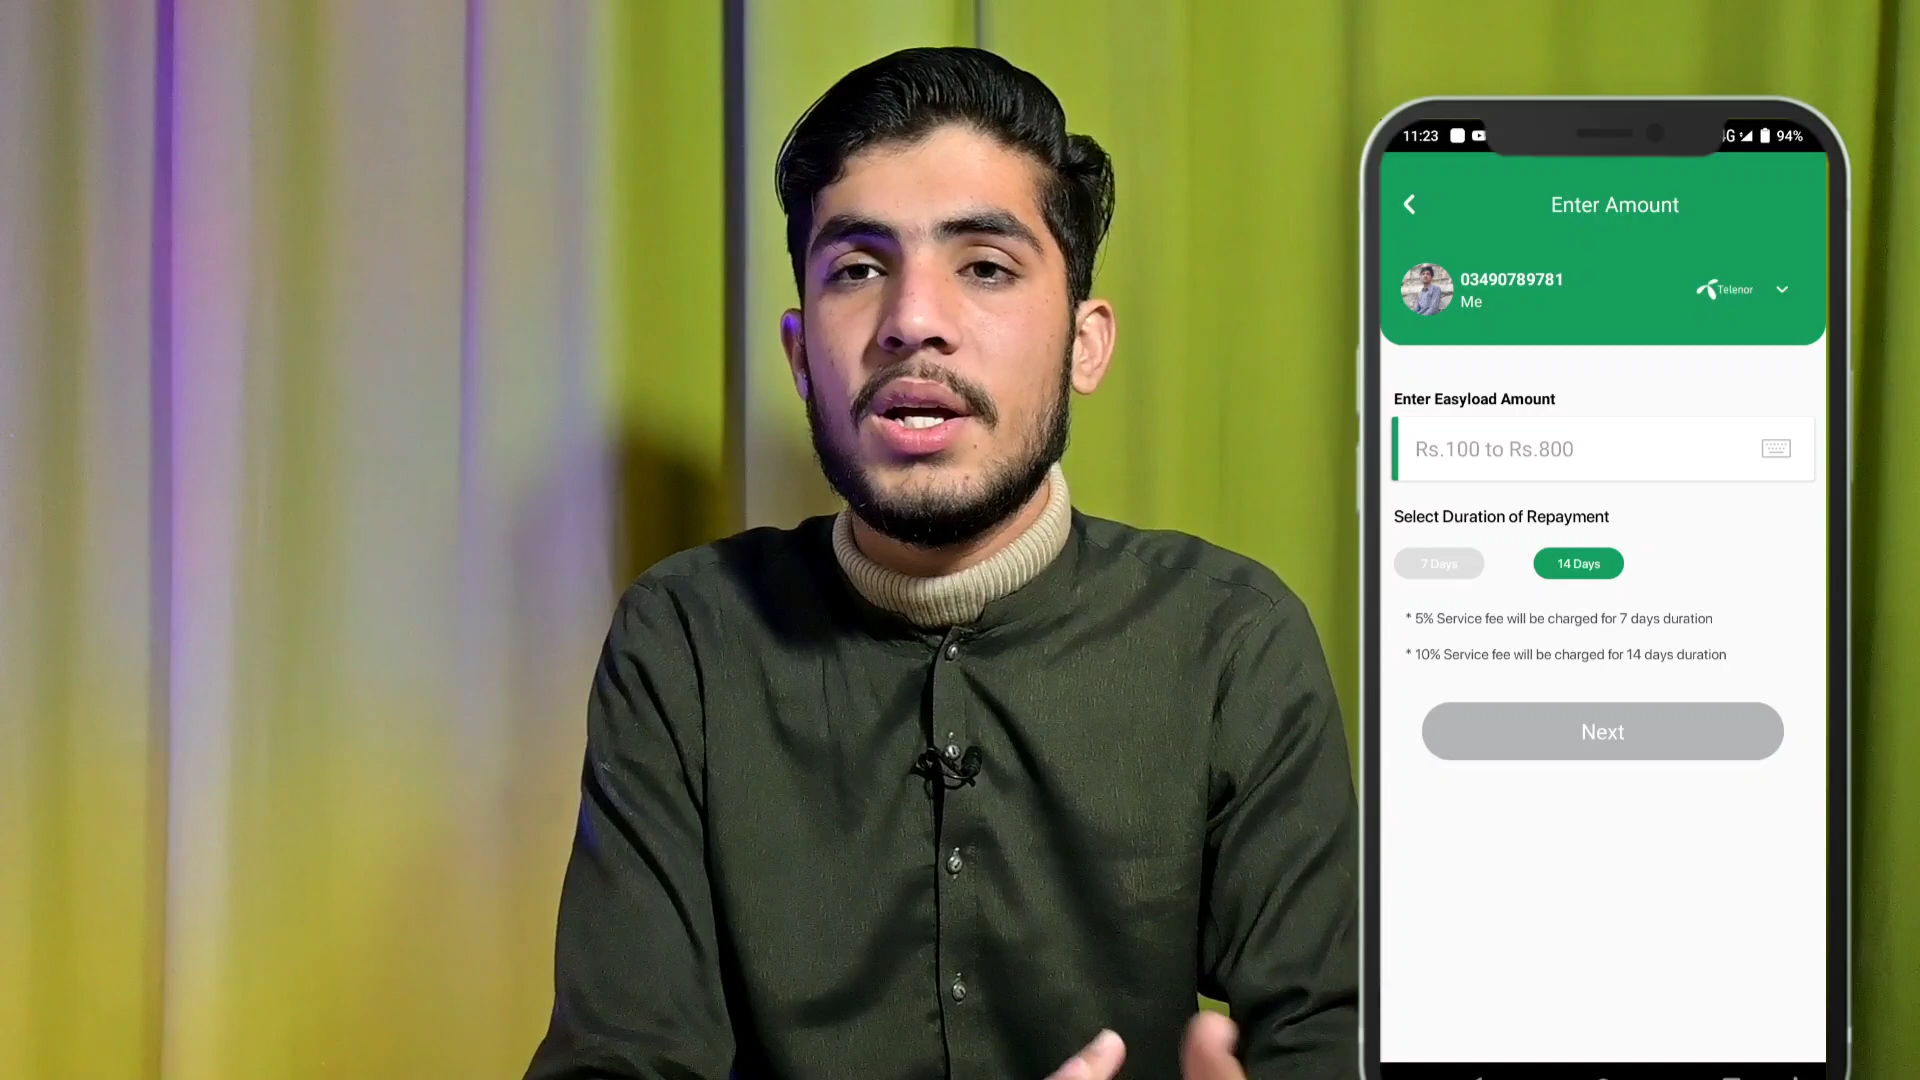 11:23
G 94%
Enter Amount
03490789781
Me
Telenor
Enter Easyload Amount
Rs.100 to Rs.800
Select Duration of Repayment
7 Days 14 Days
* 5% Service fee will be charged for 7 days duration
* 10% Service fee will be charged for 14 days duration
Next